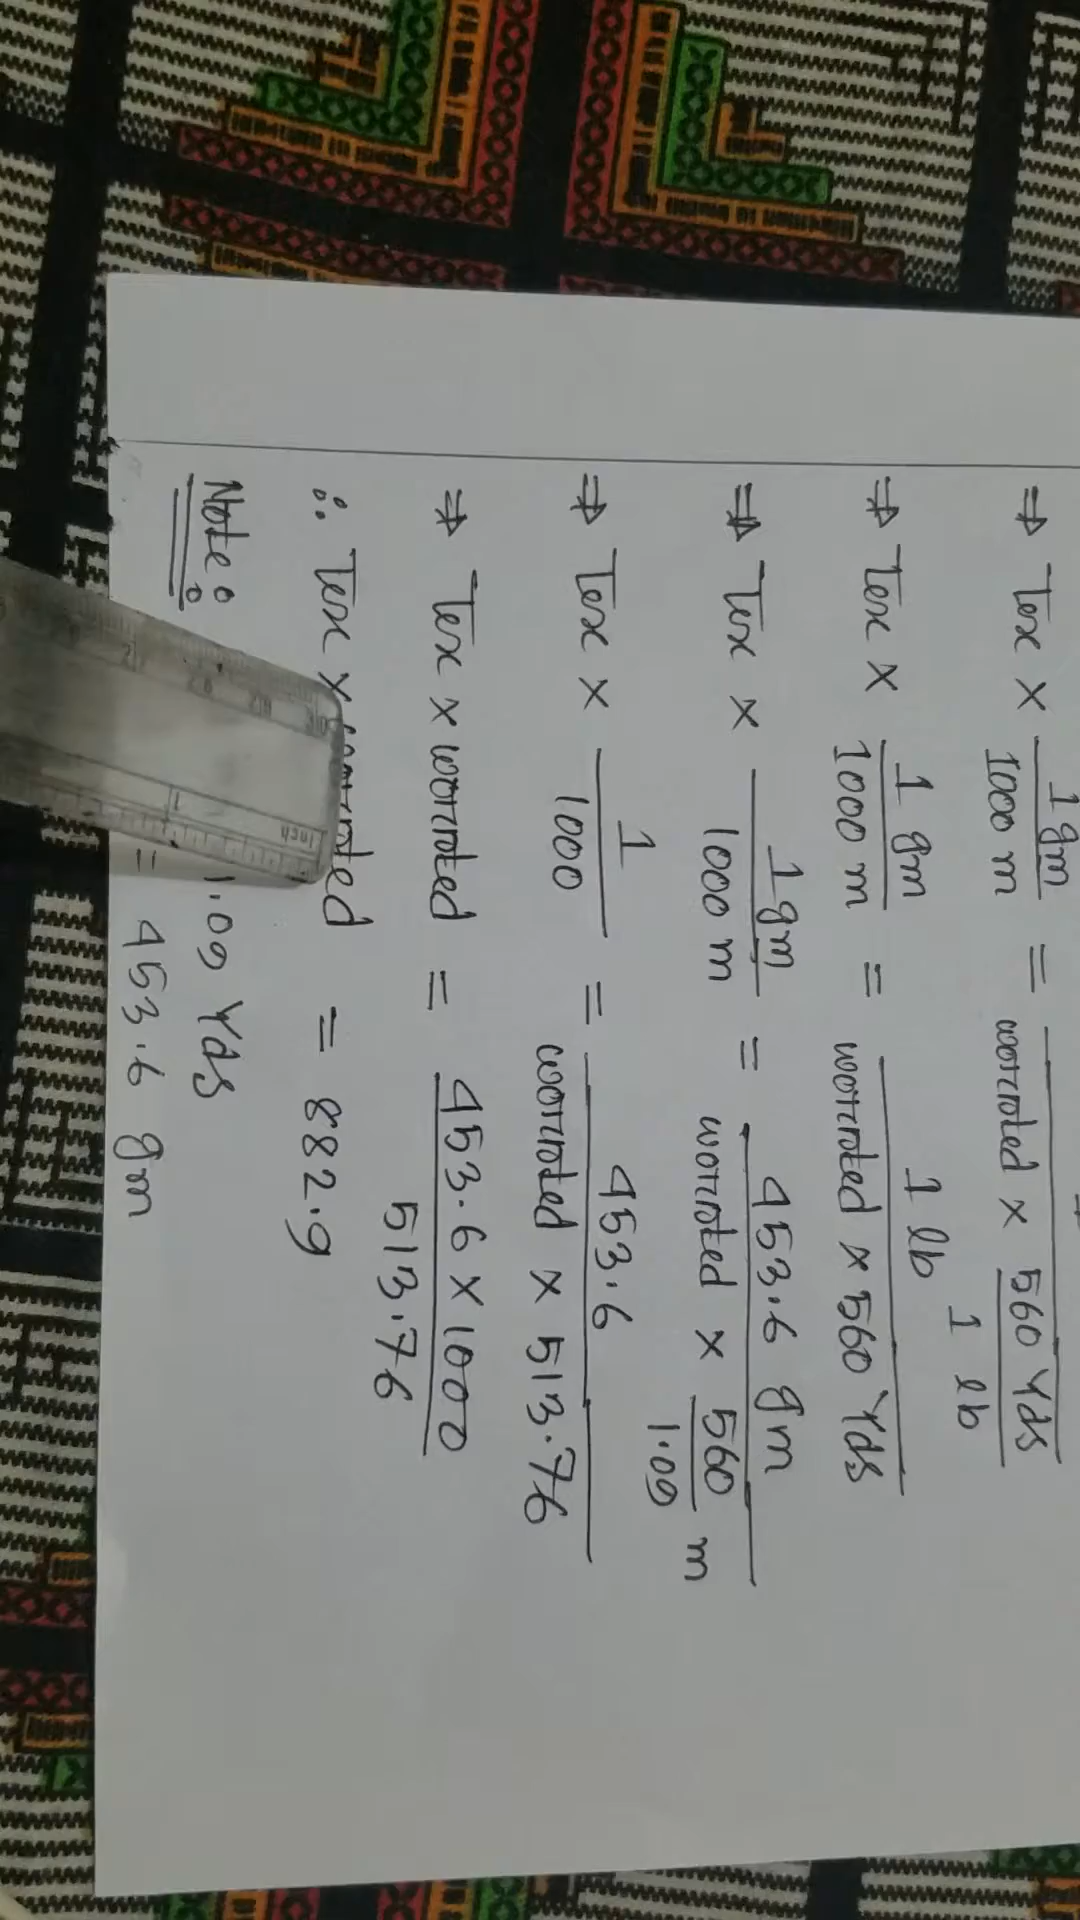 ⇒ Tex × 1 gm / 1000 m = / worsted × 560 Yds / 1 lb
⇒ Tex × 1 gm / 1000 m = 1 lb / worsted × 560 Yds
⇒ Tex × 1 gm / 1000 m = 453.6 gm / worsted × 560 / 1.09 m
⇒ Tex × 1 / 1000 = 453.6 / worsted × 513.76
⇒ Tex × worsted = 453.6 × 1000 / 513.76
∴ Tex × worsted = 882.9
Note: 1.09 Yds
= 453.6 gm